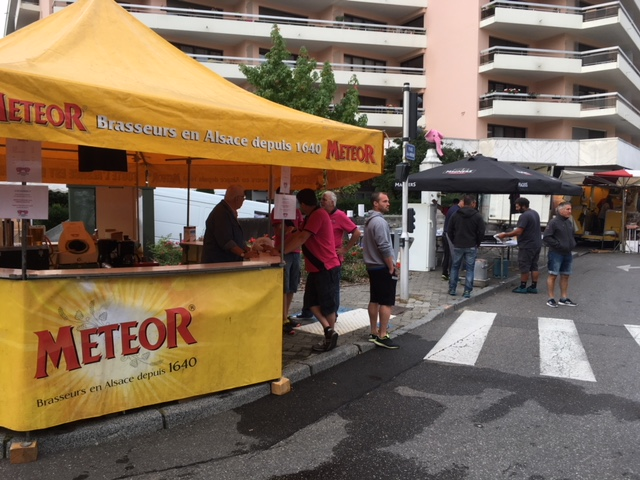 METEOR Brasseurs en Alsace depuis 1640 METEOR
METEOR
Brasseurs en Alsace depuis 1640